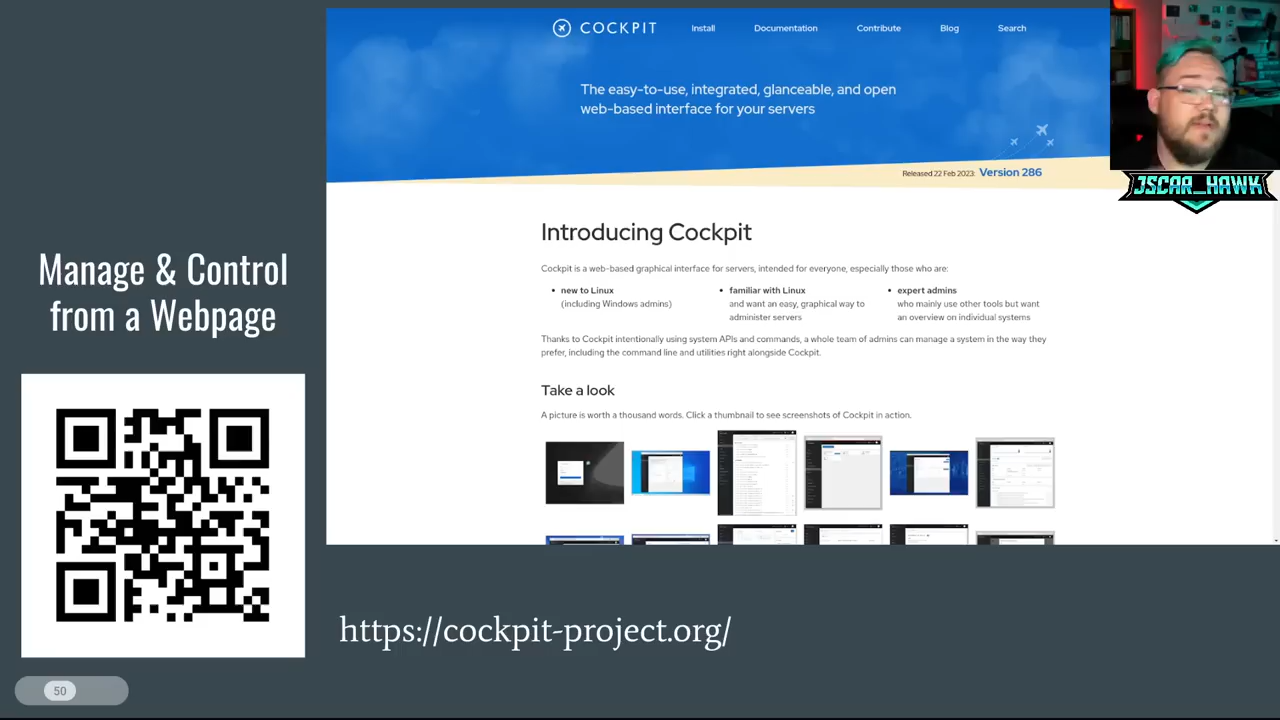 COCKPIT
Install
Documentation
Contribute
Blog
Search
The easy-to-use, integrated, glanceable, and open
web-based interface for your servers
Released 22 Feb 2023: Version 286
JSCAR_HAWK
Manage & Control
from a Webpage
Introducing Cockpit
Cockpit is a web-based graphical interface for servers, intended for everyone, especially those who are:
• new to Linux
(including Windows admins)
• familiar with Linux
and want an easy, graphical way to
administer servers
• expert admins
who mainly use other tools but want
an overview on individual systems
Thanks to Cockpit intentionally using system APIs and commands, a whole team of admins can manage a system in the way they
prefer, including the command line and utilities right alongside Cockpit.
Take a look
A picture is worth a thousand words. Click a thumbnail to see screenshots of Cockpit in action.
https://cockpit-project.org/
50